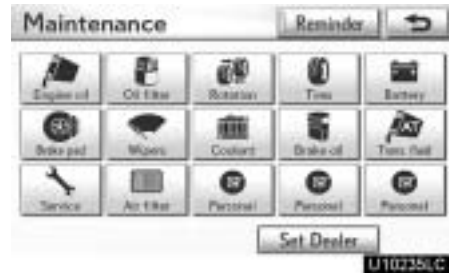 Maintenance Reminder
Engine oil Oil filter Rotation Tires Battery
Brake pad Wipers Coolant Brake oil Trans. fluid
Service Air filter Personal Personal Personal
Set Dealer
U10235LC